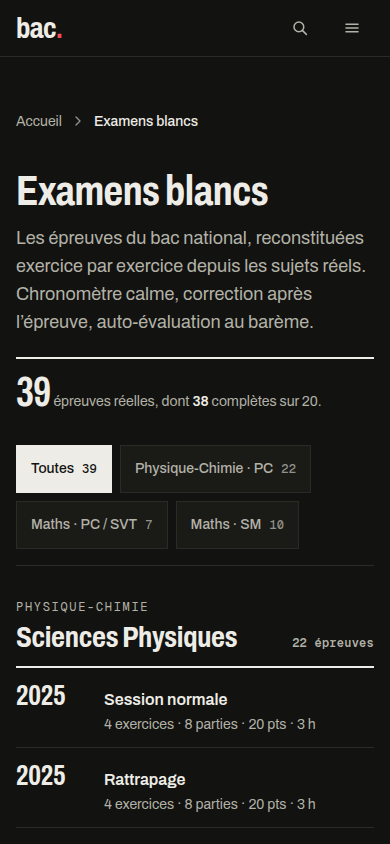 bac.
Accueil > Examens blancs
Examens blancs
Les épreuves du bac national, reconstituées
exercice par exercice depuis les sujets réels.
Chronomètre calme, correction après
l'épreuve, auto-évaluation au barème.
39 épreuves réelles, dont 38 complètes sur 20.
Toutes 39
Physique-Chimie · PC 22
Maths · PC / SVT 7
Maths · SM 10
PHYSIQUE-CHIMIE
Sciences Physiques
22 épreuves
2025 Session normale
4 exercices · 8 parties · 20 pts · 3 h
2025 Rattrapage
4 exercices · 8 parties · 20 pts · 3 h